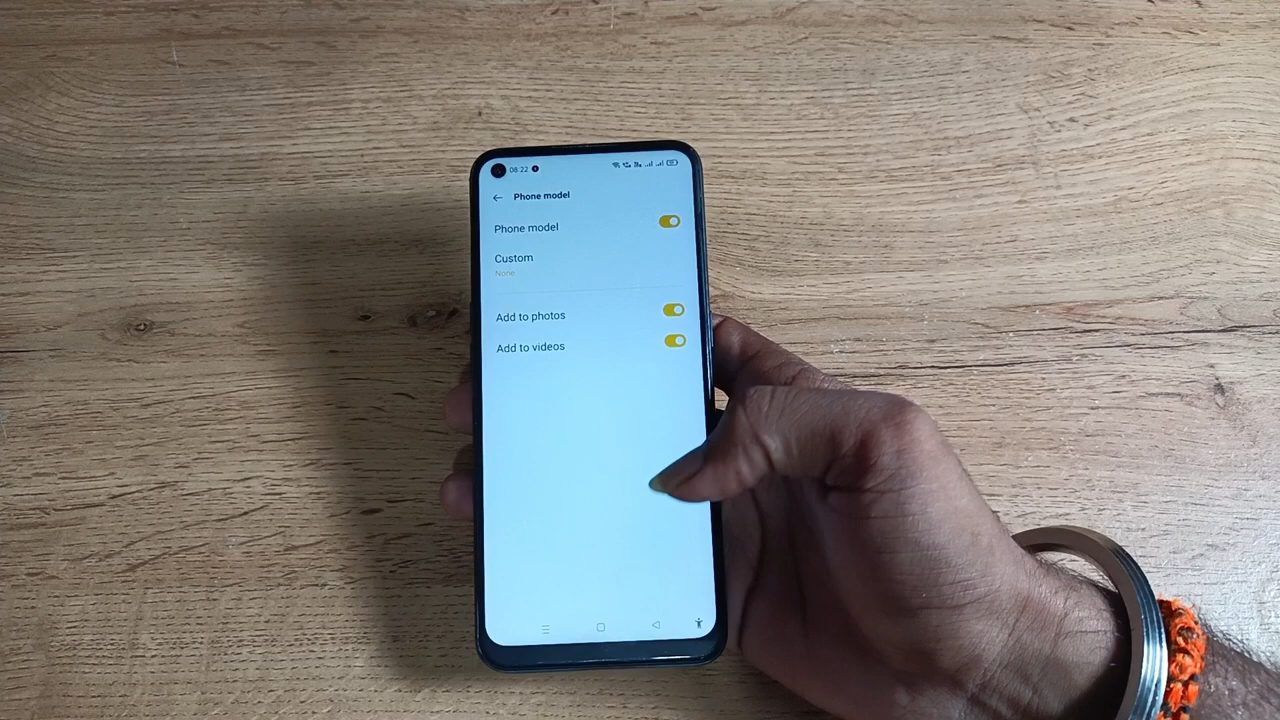 08:22
Phone model
Phone model
Custom
None
Add to photos
Add to videos